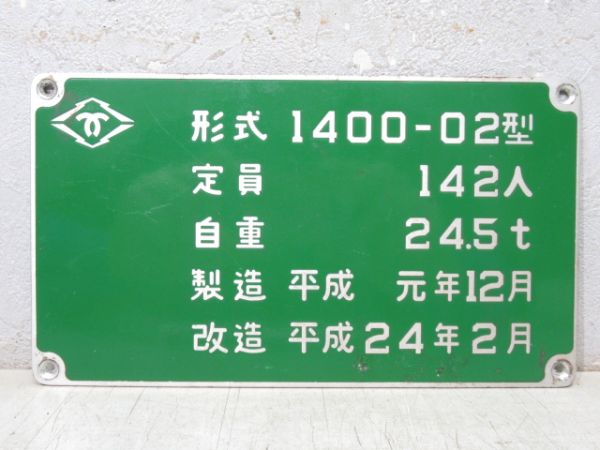 形式 1400-02型
定員 142人
自重 24.5t
製造 平成 元年12月
改造 平成24年2月